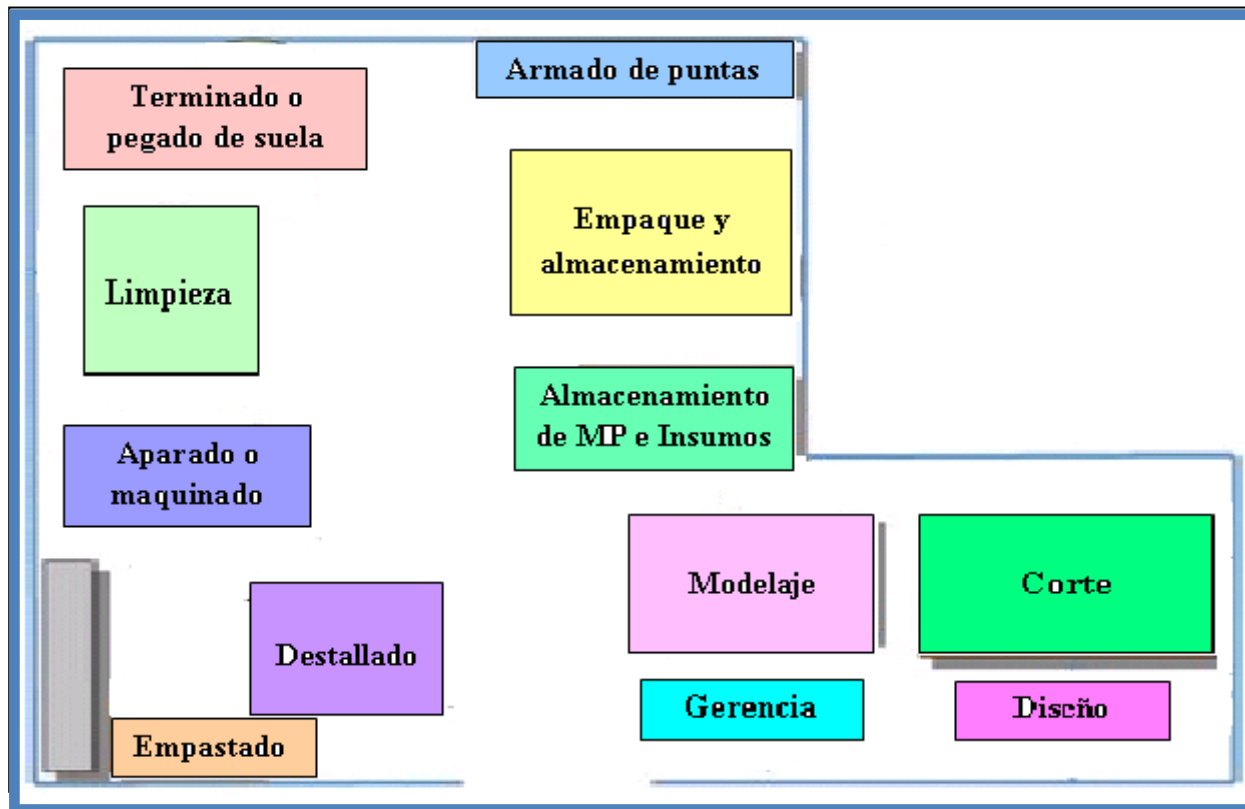 Armado de puntas
Terminado o
pegado de suela
Empaque y
almacenamiento
Limpieza
Almacenamiento
de MP e Insumos
Aparado o
maquinado
Modelaje
Corte
Destallado
Gerencia
Diseño
Empastado